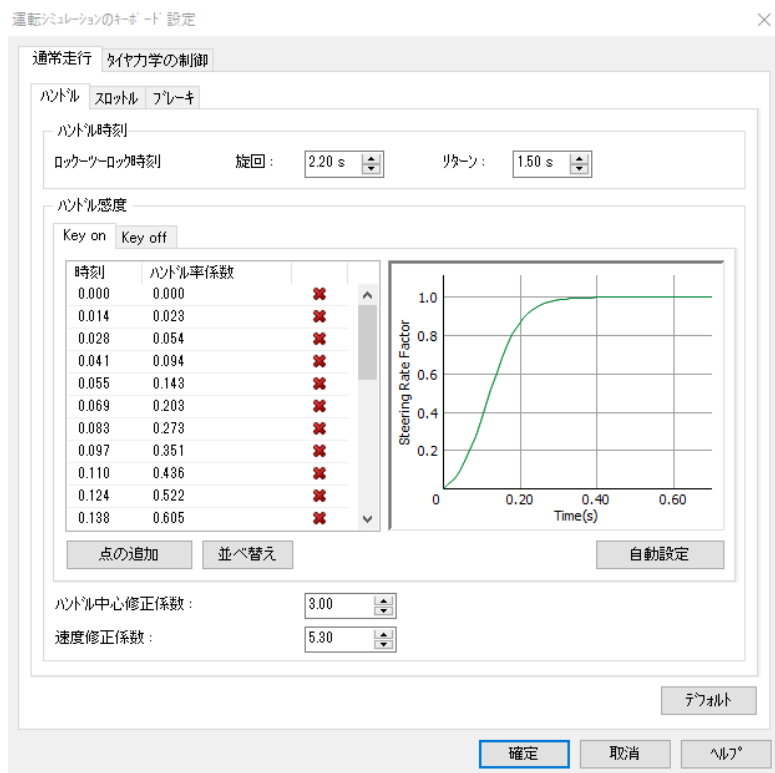 運転シミュレーションのキーボード設定
通常走行 タイヤ力学の制御
ハンドル スロットル ブレーキ
ハンドル時刻
ロックーツーロック時刻 旋回： 2.20 s リターン： 1.50 s
ハンドル感度
Key on Key off
時刻 ハンドル率係数
0.000 0.000
0.014 0.023
0.028 0.054
0.041 0.094
0.055 0.143
0.069 0.203
0.083 0.273
0.097 0.351
0.110 0.436
0.124 0.522
0.138 0.605
Steering Rate Factor
1.0
0.8
0.6
0.4
0.2
0 0.20 0.40 0.60
Time(s)
点の追加 並べ替え 自動設定
ハンドル中心修正係数： 3.00
速度修正係数： 5.30
デフォルト
確定 取消 ヘルプ